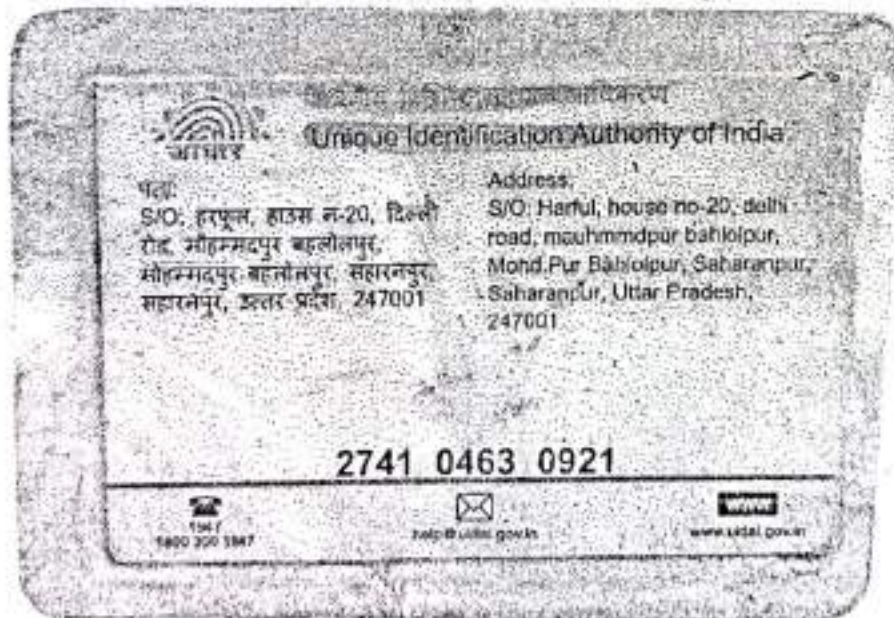 आधार
Unique Identification Authority of India
पता:
S/O: हरफूल, हाउस न-20, दिल्ली
रोड, मौहम्मदपुर बहलोलपुर,
मोहम्मदपुर बहलोलपुर, सहारनपुर,
सहारनपुर, उत्तर प्रदेश, 247001
Address:
S/O: Harful, house no-20, delhi
road, mauhmmdpur bahlolpur,
Mohd.Pur Bahlolpur, Saharanpur,
Saharanpur, Uttar Pradesh,
247001
2741 0463 0921
1947
1800 300 1947
help@uidai.gov.in
www
www.uidai.gov.in